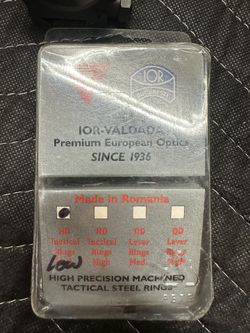 IOR
IOR-VALDADA
Premium European Optics
SINCE 1936
Made in Romania
HD HD QD QD
Tactical Tactical Lever Lever
Rings Rings Rings Rings
Low High Med. High
HIGH PRECISION MACHINED
TACTICAL STEEL RINGS